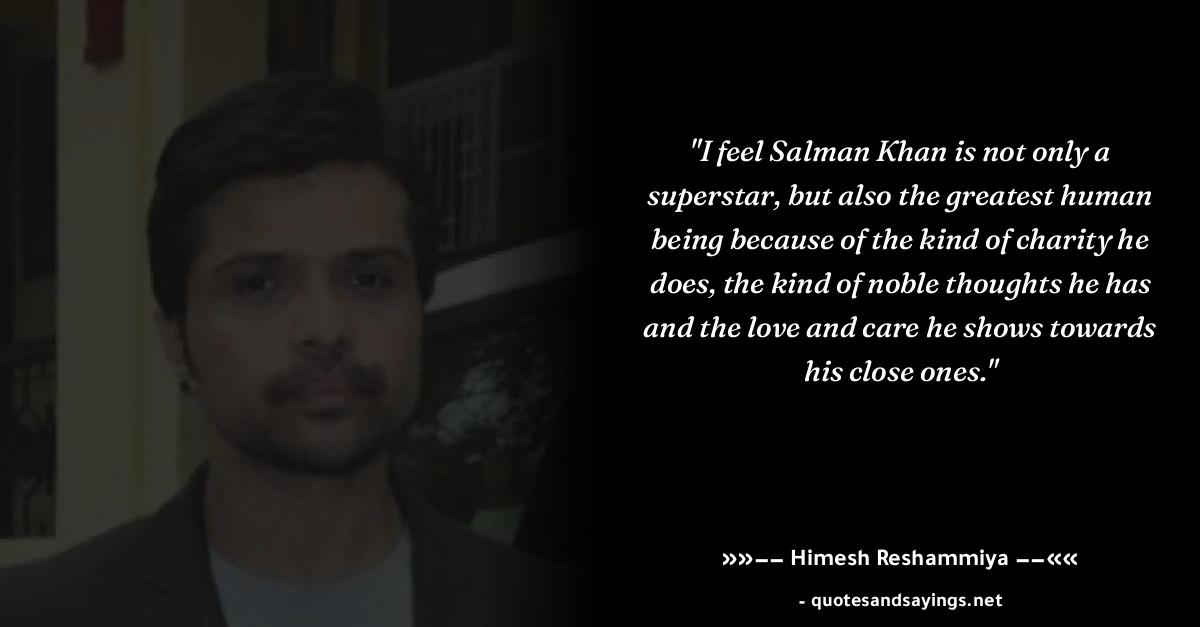 "I feel Salman Khan is not only a
superstar, but also the greatest human
being because of the kind of charity he
does, the kind of noble thoughts he has
and the love and care he shows towards
his close ones."
»»−− Himesh Reshammiya −−««
- quotesandsayings.net